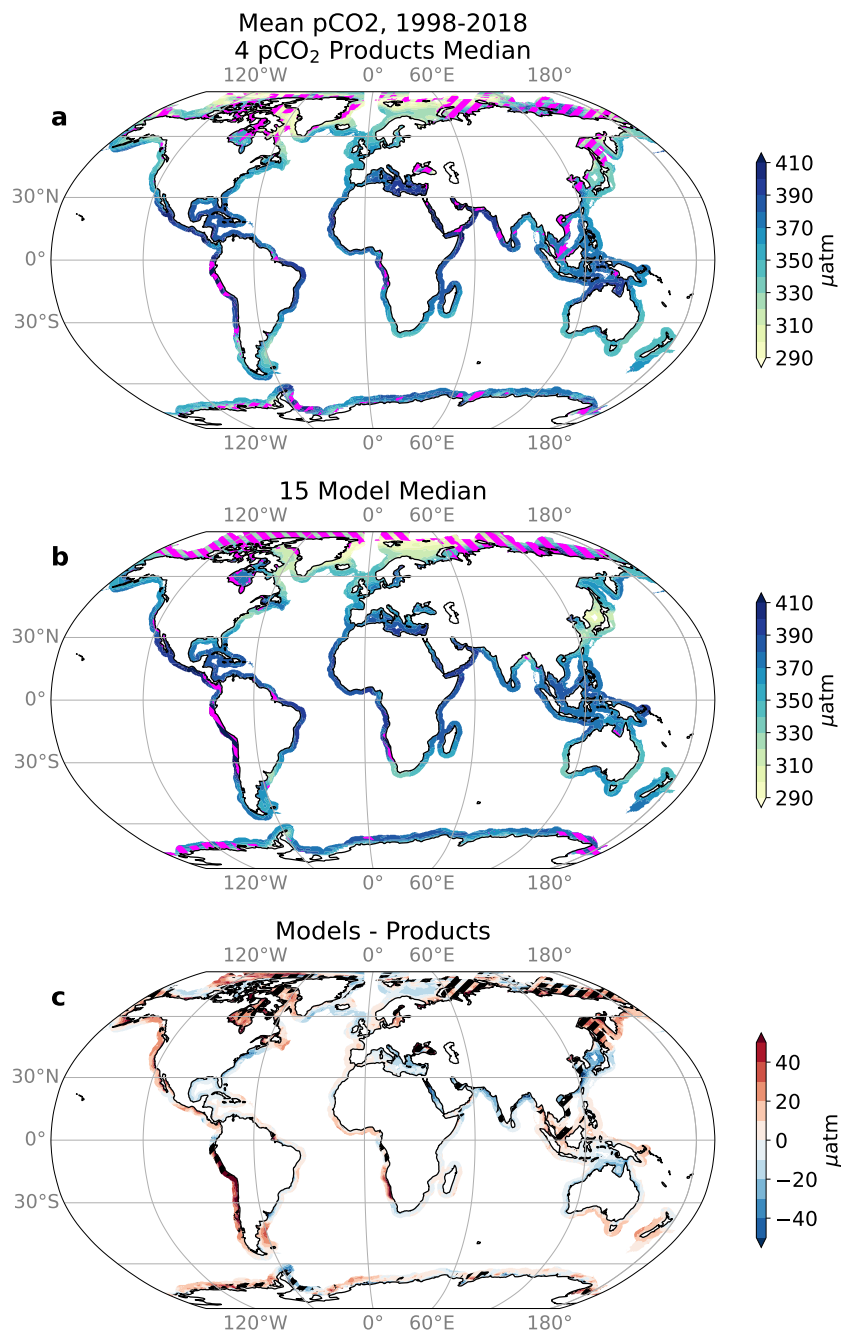 Mean pCO2, 1998-2018
4 pCO₂ Products Median
120°W 0° 60°E 180°
a
30°N
0°
30°S
120°W 0° 60°E 180°
410
390
370
350
330
310
290
μatm
15 Model Median
120°W 0° 60°E 180°
b
30°N
0°
30°S
120°W 0° 60°E 180°
410
390
370
350
330
310
290
μatm
Models - Products
120°W 0° 60°E 180°
c
30°N
0°
30°S
120°W 0° 60°E 180°
40
20
0
−20
−40
μatm